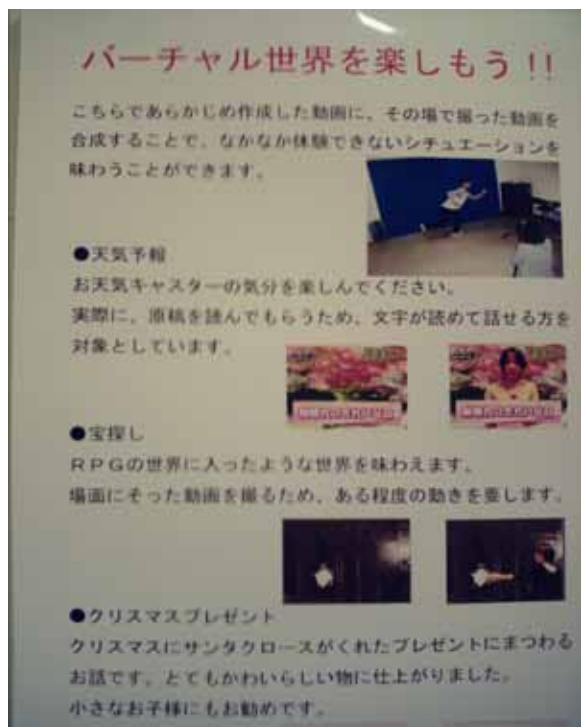 バーチャル世界を楽しもう!!
こちらであらかじめ作成した動画に、その場で撮った動画を
合成することで、なかなか体験できないシチュエーションを
味わうことができます。
●天気予報
お天気キャスターの気分を楽しんでください。
実際に、原稿を読んでもらうため、文字が読めて話せる方を
対象としています。
●宝探し
RPGの世界に入ったような世界を味わえます。
場面にそった動画を撮るため、ある程度の動きを要します。
●クリスマスプレゼント
クリスマスにサンタクロースがくれたプレゼントにまつわる
お話です。とてもかわいらしい物に仕上がりました。
小さなお子様にもお勧めです。